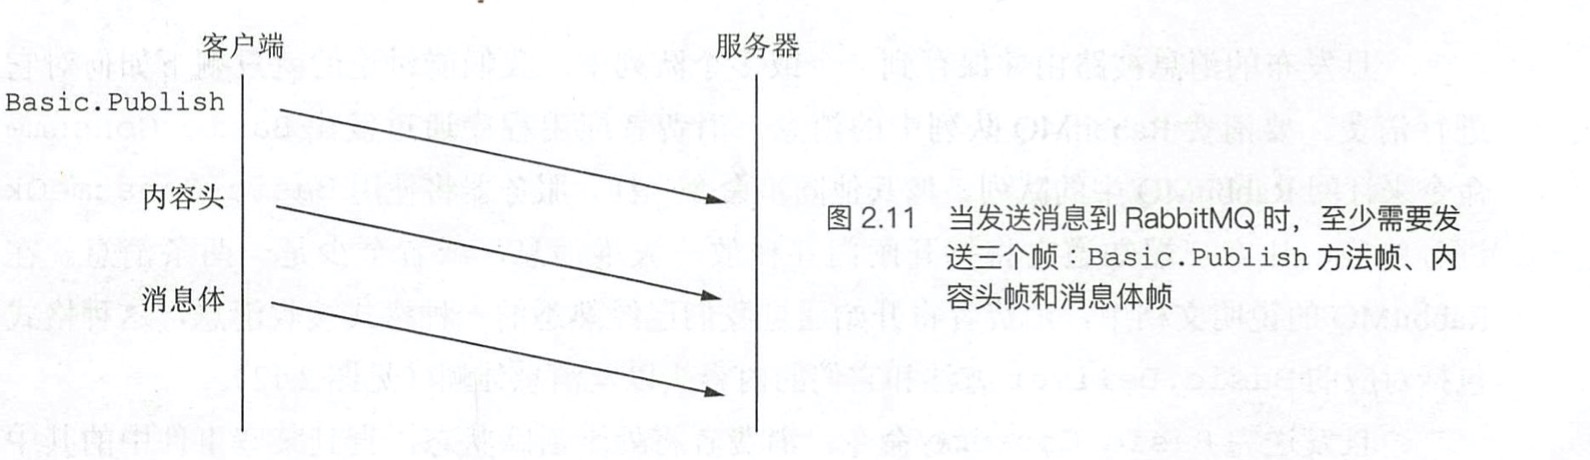 客户端
服务器
Basic.Publish
内容头
消息体
图 2.11 当发送消息到 RabbitMQ 时，至少需要发
送三个帧：Basic.Publish 方法帧、内
容头帧和消息体帧